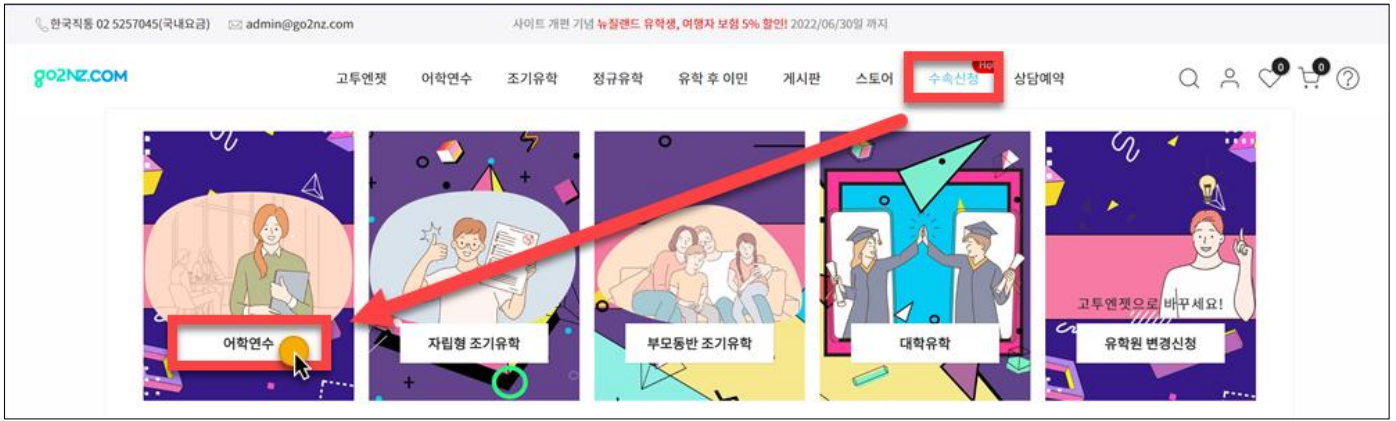 한국직통 02 5257045(국내요금) admin@go2nz.com 사이트 개편 기념 뉴질랜드 유학생, 여행자 보험 5% 할인! 2022/06/30일 까지
go2NZ.COM 고투엔젯 어학연수 조기유학 정규유학 유학 후 이민 게시판 스토어 수속신청 상담예약 0 0
고투엔젯으로 바꾸세요!
어학연수 자립형 조기유학 부모동반 조기유학 대학유학 유학원 변경신청